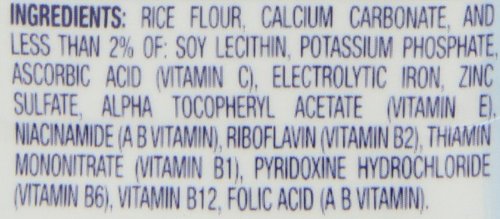 INGREDIENTS: RICE FLOUR, CALCIUM CARBONATE, AND
LESS THAN 2% OF: SOY LECITHIN, POTASSIUM PHOSPHATE,
ASCORBIC ACID (VITAMIN C), ELECTROLYTIC IRON, ZINC
SULFATE, ALPHA TOCOPHERYL ACETATE (VITAMIN E),
NIACINAMIDE (A B VITAMIN), RIBOFLAVIN (VITAMIN B2), THIAMIN
MONONITRATE (VITAMIN B1), PYRIDOXINE HYDROCHLORIDE
(VITAMIN B6), VITAMIN B12, FOLIC ACID (A B VITAMIN).